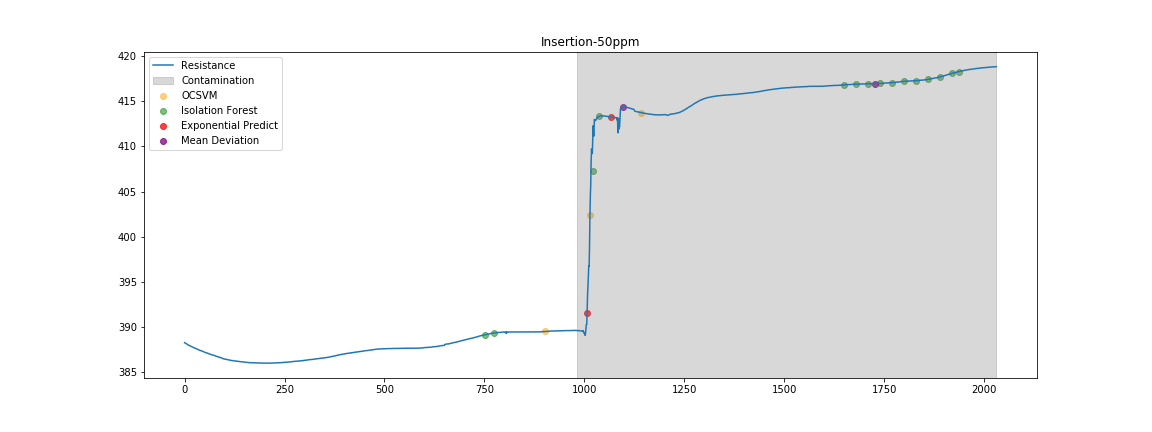 Insertion-50ppm
420
415
410
405
400
395
390
385
Resistance
Contamination
OCSVM
Isolation Forest
Exponential Predict
Mean Deviation
0 250 500 750 1000 1250 1500 1750 2000